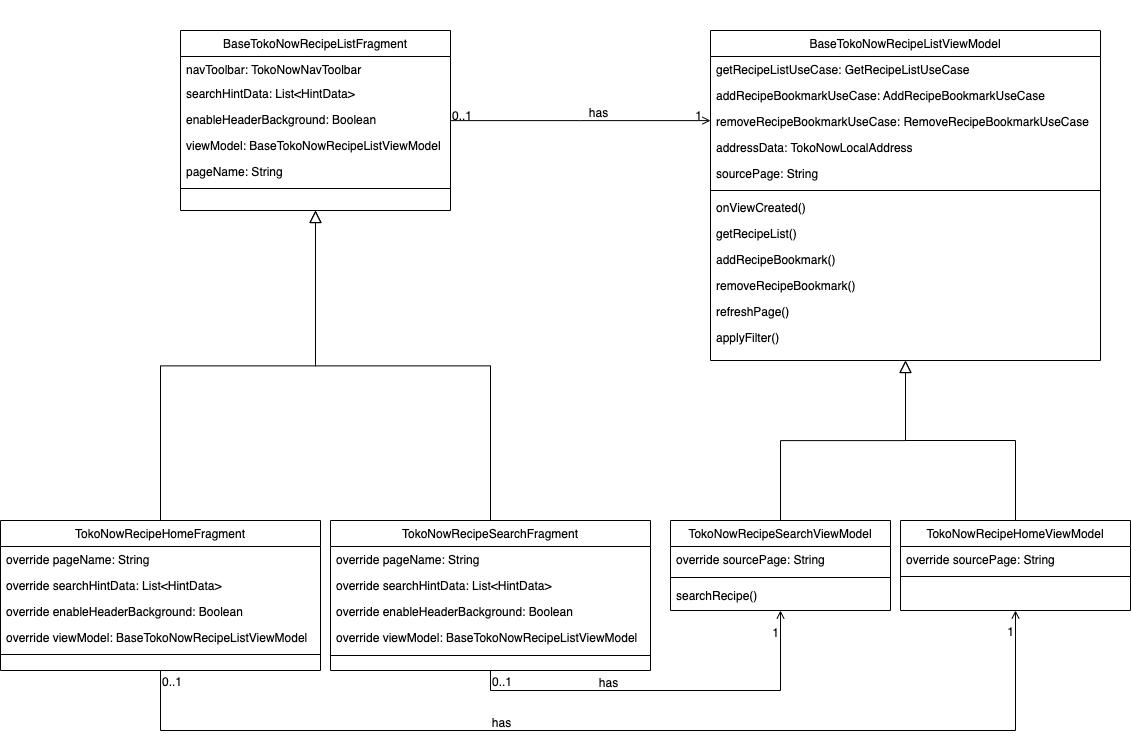 BaseTokoNowRecipeListFragment
navToolbar: TokoNowNavToolbar
searchHintData: List<HintData>
enableHeaderBackground: Boolean
viewModel: BaseTokoNowRecipeListViewModel
pageName: String
0..1
has
1
BaseTokoNowRecipeListViewModel
getRecipeListUseCase: GetRecipeListUseCase
addRecipeBookmarkUseCase: AddRecipeBookmarkUseCase
removeRecipeBookmarkUseCase: RemoveRecipeBookmarkUseCase
addressData: TokoNowLocalAddress
sourcePage: String
onViewCreated()
getRecipeList()
addRecipeBookmark()
removeRecipeBookmark()
refreshPage()
applyFilter()
TokoNowRecipeHomeFragment
override pageName: String
override searchHintData: List<HintData>
override enableHeaderBackground: Boolean
override viewModel: BaseTokoNowRecipeListViewModel
TokoNowRecipeSearchFragment
override pageName: String
override searchHintData: List<HintData>
override enableHeaderBackground: Boolean
override viewModel: BaseTokoNowRecipeListViewModel
TokoNowRecipeSearchViewModel
override sourcePage: String
searchRecipe()
TokoNowRecipeHomeViewModel
override sourcePage: String
1
1
0..1
0..1
has
has